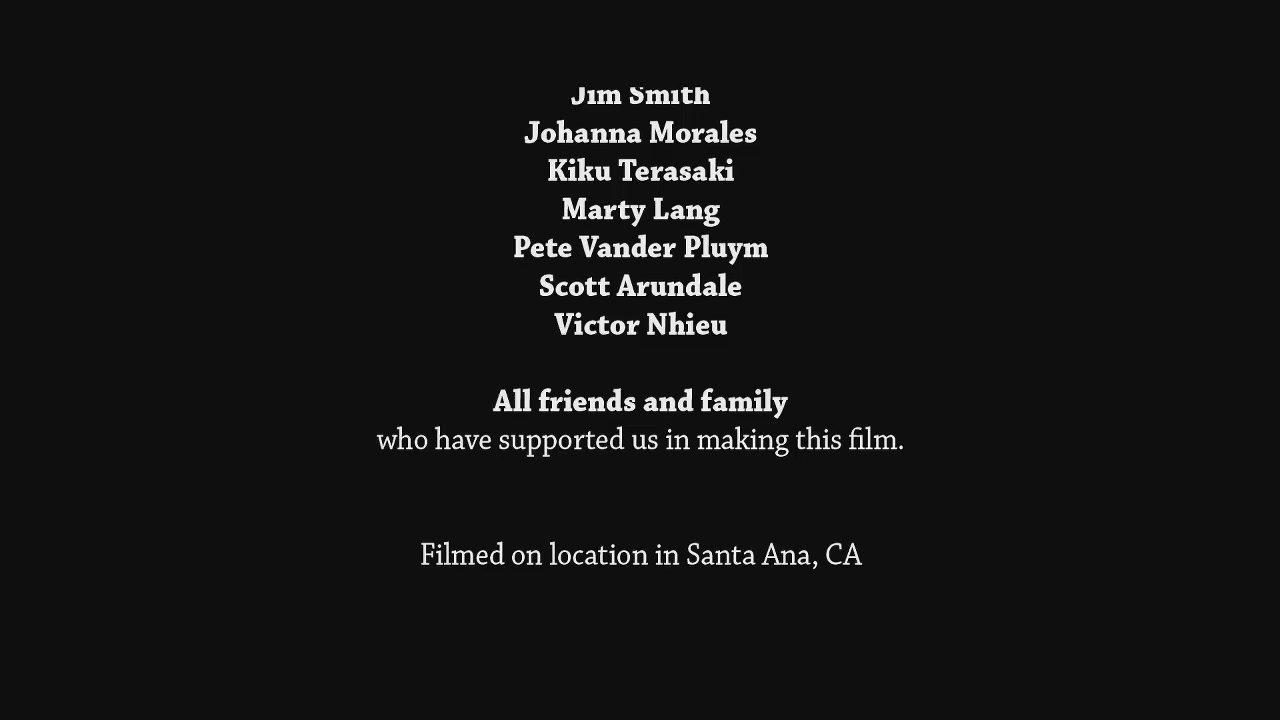 Jim Smith
Johanna Morales
Kiku Terasaki
Marty Lang
Pete Vander Pluym
Scott Arundale
Victor Nhieu
All friends and family
who have supported us in making this film.
Filmed on location in Santa Ana, CA